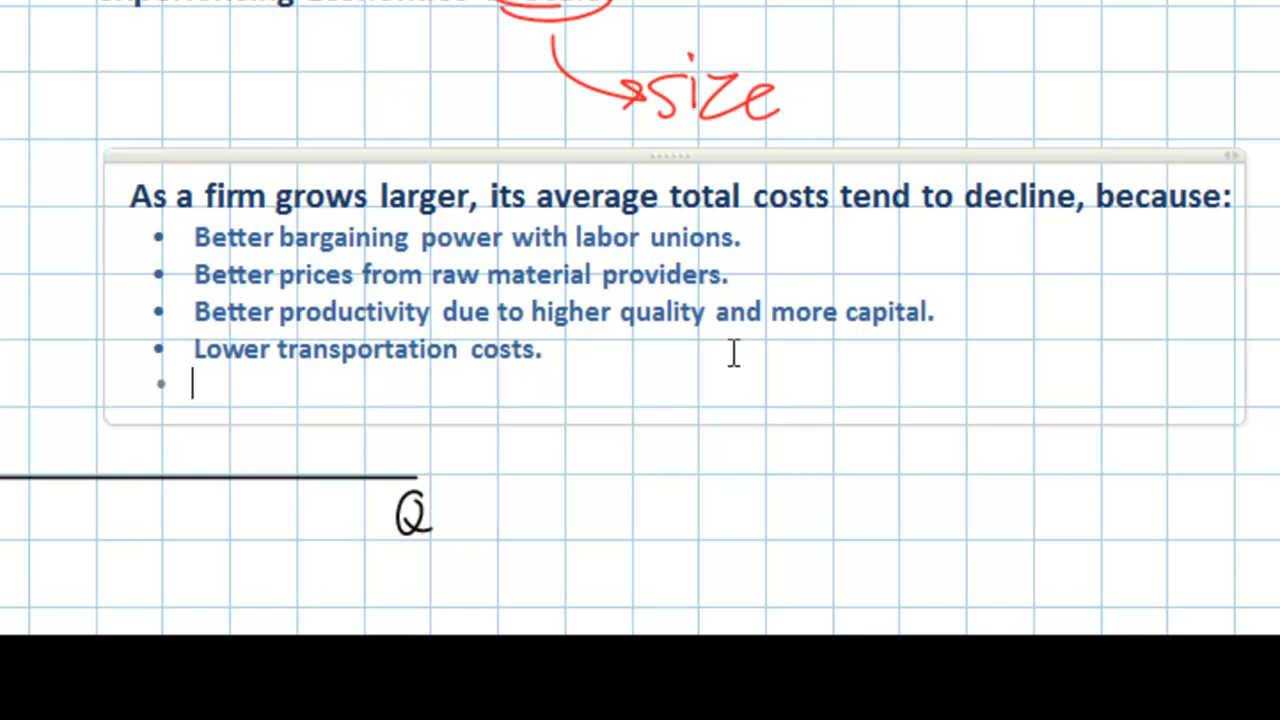 size
As a firm grows larger, its average total costs tend to decline, because:
• Better bargaining power with labor unions.
• Better prices from raw material providers.
• Better productivity due to higher quality and more capital.
• Lower transportation costs.
•
Q